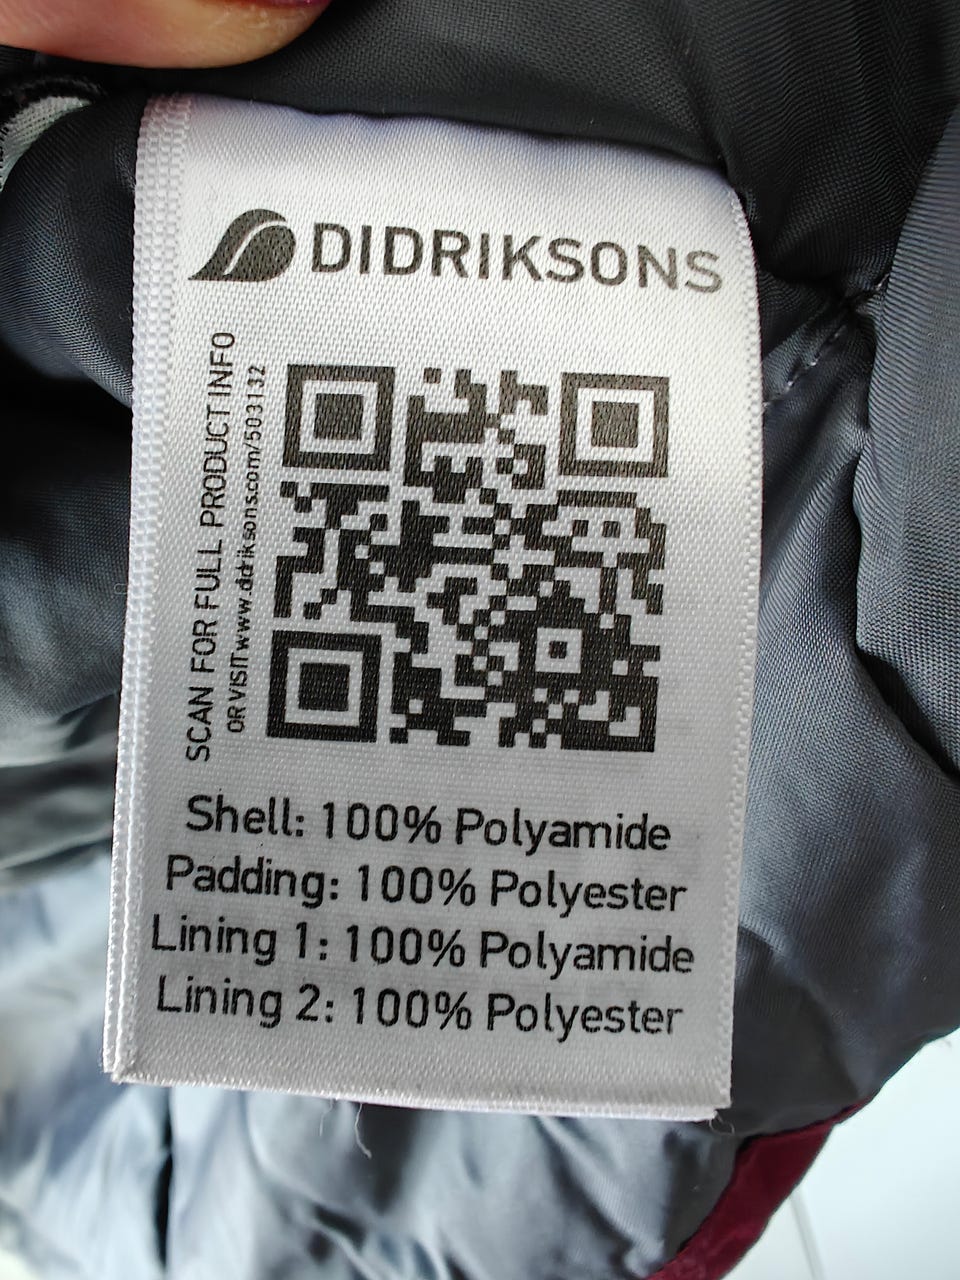 DIDRIKSONS
SCAN FOR FULL PRODUCT INFO
OR VISIT www.didriksons.com/503132
Shell: 100% Polyamide
Padding: 100% Polyester
Lining 1: 100% Polyamide
Lining 2: 100% Polyester